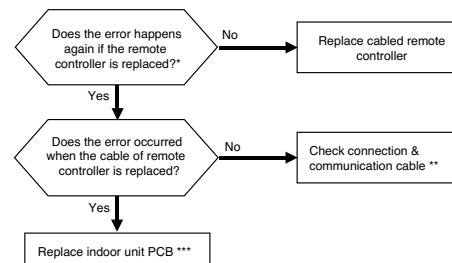 Does the error happens
again if the remote
controller is replaced?*
No
Replace cabled remote
controller
Yes
Does the error occurred
when the cable of remote
controller is replaced?
No
Check connection &
communication cable **
Yes
Replace indoor unit PCB ***